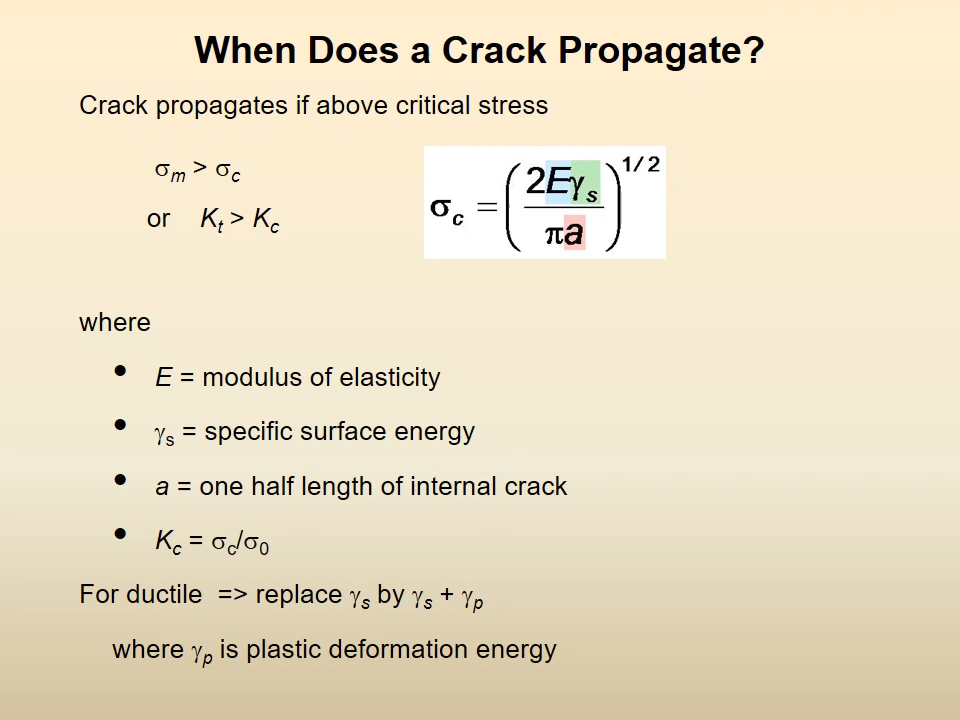 When Does a Crack Propagate?
Crack propagates if above critical stress
σm > σc
or Kt > Kc
σc = (2Eγs / πa)^1/2
where
• E = modulus of elasticity
• γs = specific surface energy
• a = one half length of internal crack
• Kc = σc/σ0
For ductile => replace γs by γs + γp
where γp is plastic deformation energy